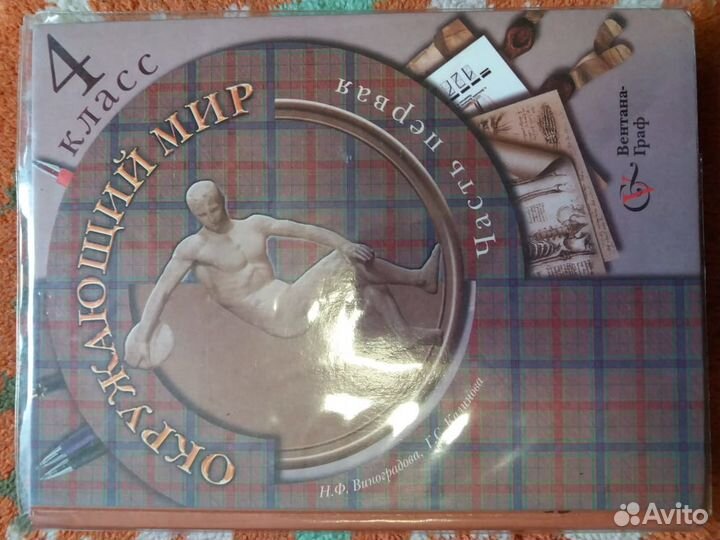 4
класс
ОКРУЖАЮЩИЙ МИР
Часть первая
Н.Ф. Виноградова, Г.С. Калинова
Вентана-
Граф
Avito